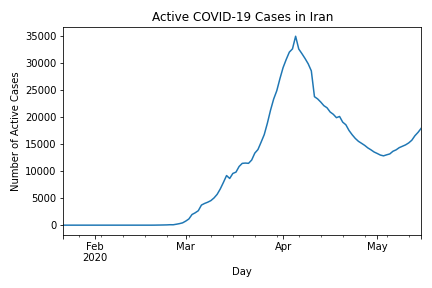 Active COVID-19 Cases in Iran
Number of Active Cases
35000
30000
25000
20000
15000
10000
5000
0
Feb Mar Apr May
2020
Day